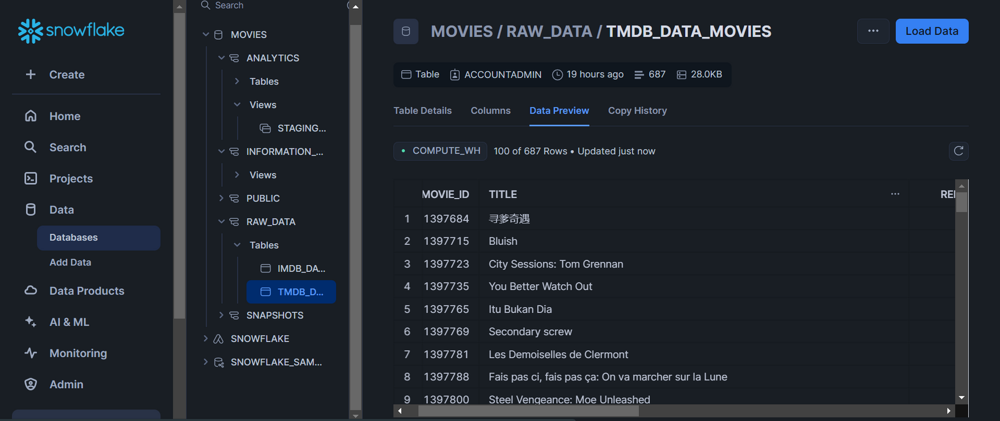 snowflake
Create
Home
Search
Projects
Data
Databases
Add Data
Data Products
AI & ML
Monitoring
Admin
Search
MOVIES
ANALYTICS
Tables
Views
STAGING...
INFORMATION_...
Views
PUBLIC
RAW_DATA
Tables
IMDB_DA...
TMDB_D...
SNAPSHOTS
SNOWFLAKE
SNOWFLAKE_SAM...
MOVIES / RAW_DATA / TMDB_DATA_MOVIES
... Load Data
Table ACCOUNTADMIN 19 hours ago 687 28.0KB
Table Details Columns Data Preview Copy History
COMPUTE_WH 100 of 687 Rows • Updated just now
MOVIE_ID TITLE ... REI
1 1397684 寻爹奇遇
2 1397715 Bluish
3 1397723 City Sessions: Tom Grennan
4 1397735 You Better Watch Out
5 1397765 Itu Bukan Dia
6 1397769 Secondary screw
7 1397781 Les Demoiselles de Clermont
8 1397788 Fais pas ci, fais pas ça: On va marcher sur la Lune
9 1397800 Steel Vengeance: Moe Unleashed